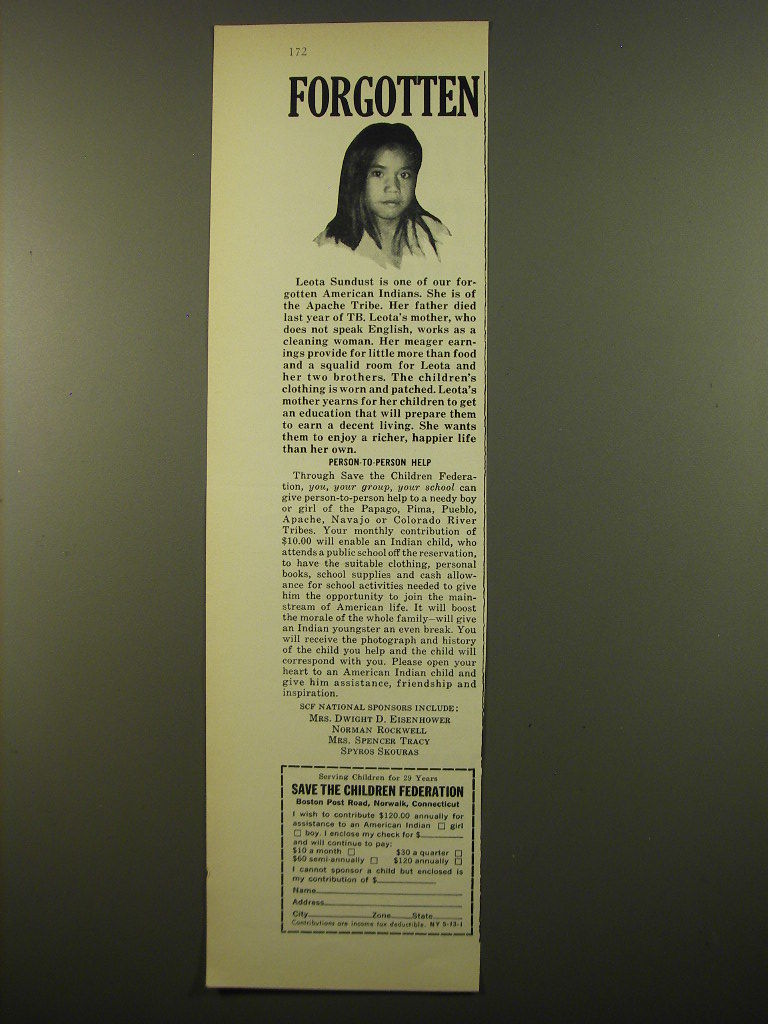 172
FORGOTTEN
Leota Sundust is one of our for-
gotten American Indians. She is of
the Apache Tribe. Her father died
last year of TB. Leota's mother, who
does not speak English, works as a
cleaning woman. Her meager earn-
ings provide for little more than food
and a squalid room for Leota and
her two brothers. The children's
clothing is worn and patched. Leota's
mother yearns for her children to get
an education that will prepare them
to earn a decent living. She wants
them to enjoy a richer, happier life
than her own.
PERSON-TO-PERSON HELP
Through Save the Children Federa-
tion, you, your group, your school can
give person-to-person help to a needy boy
or girl of the Papago, Pima, Pueblo,
Apache, Navajo or Colorado River
Tribes. Your monthly contribution of
$10.00 will enable an Indian child, who
attends a public school off the reservation,
to have the suitable clothing, personal
books, school supplies and cash allow-
ance for school activities needed to give
him the opportunity to join the main-
stream of American life. It will boost
the morale of the whole family—will give
an Indian youngster an even break. You
will receive the photograph and history
of the child you help and the child will
correspond with you. Please open your
heart to an American Indian child and
give him assistance, friendship and
inspiration.
SCF NATIONAL SPONSORS INCLUDE:
MRS. DWIGHT D. EISENHOWER
NORMAN ROCKWELL
MRS. SPENCER TRACY
SPYROS SKOURAS
Serving Children for 29 Years
SAVE THE CHILDREN FEDERATION
Boston Post Road, Norwalk, Connecticut
I wish to contribute $120.00 annually for
assistance to an American Indian □ girl
□ boy. I enclose my check for $
and will continue to pay:
$10 a month □ $30 a quarter □
$60 semi-annually □ $120 annually □
I cannot sponsor a child but enclosed is
my contribution of $
Name
Address
City Zone State
Contributions are income tax deductible. NY 5-13-1